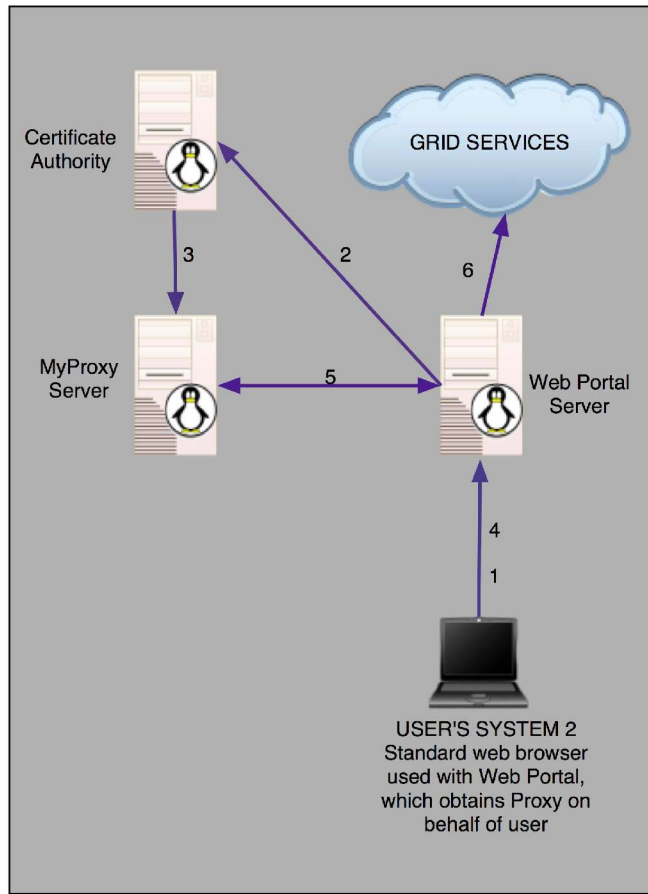 Certificate
Authority
GRID SERVICES
3
2
6
MyProxy
Server
5
Web Portal
Server
4
1
USER'S SYSTEM 2
Standard web browser
used with Web Portal,
which obtains Proxy on
behalf of user